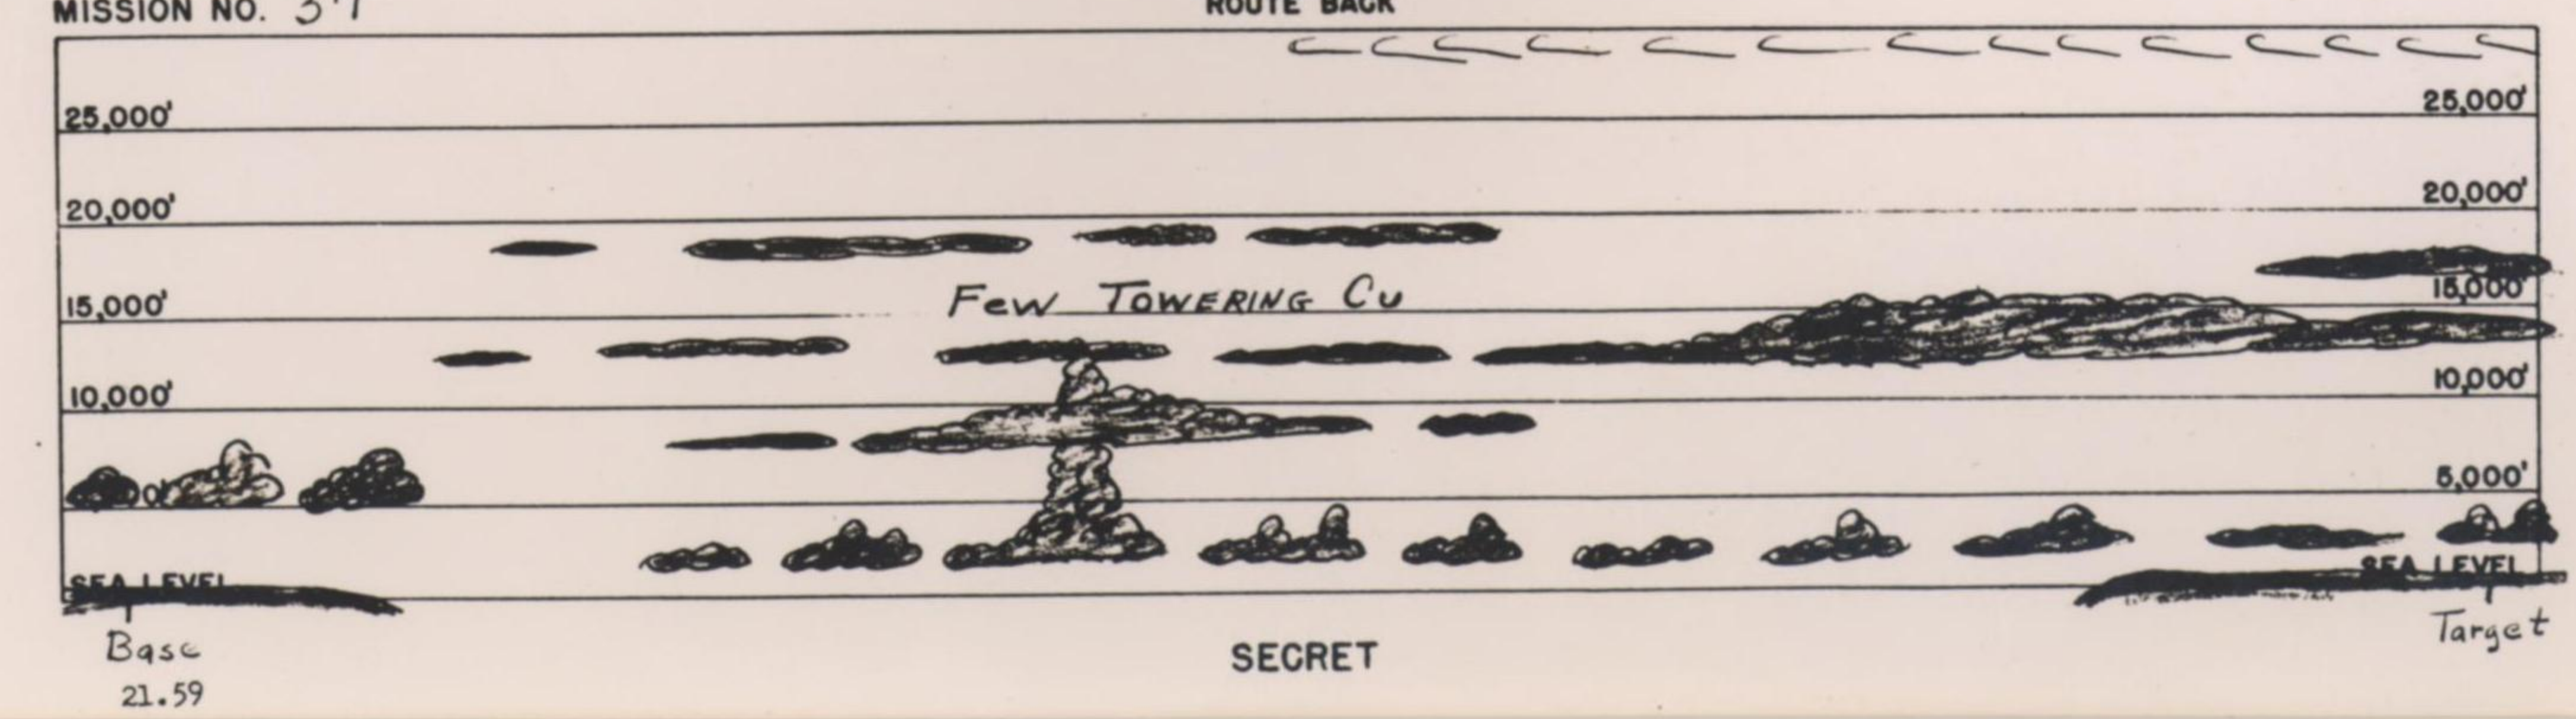 MISSION NO.
ROUTE BACK
25,000' 25,000'
20,000' 20,000'
Few TOWERING Cu
15,000' 15,000'
10,000' 10,000'
5,000'
SEA LEVEL SEA LEVEL
Base Target
SECRET
21.59